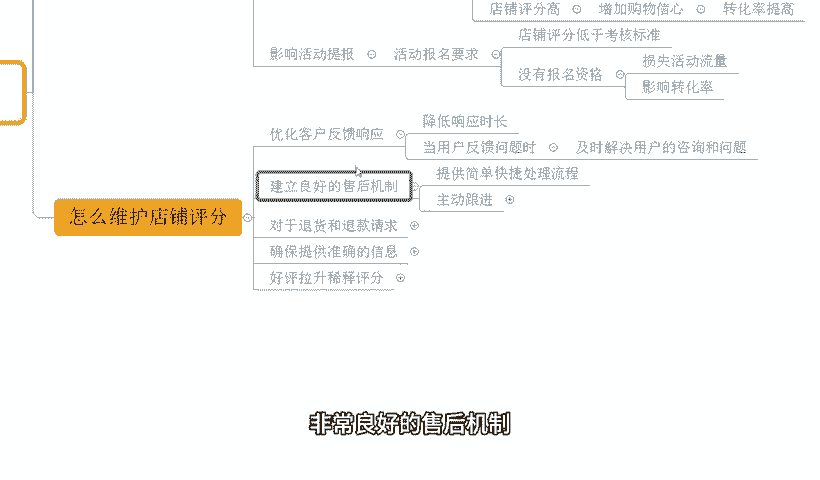 店铺评分高 增加购物信心 转化率提高
店铺评分低于考核标准
影响活动提报 活动报名要求
损失活动流量
没有报名资格
影响转化率
降低响应时长
优化客户反馈响应
当用户反馈问题时 及时解决用户的咨询和问题
提供简单快捷处理流程
建立良好的售后机制
主动跟进
怎么维护店铺评分
对于退货和退款请求
确保提供准确的信息
好评拉升稀释评分
非常良好的售后机制